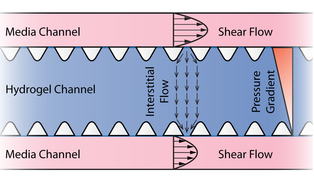 Media Channel
Shear Flow
Hydrogel Channel
Interstitial
Flow
Pressure
Gradient
Media Channel
Shear Flow